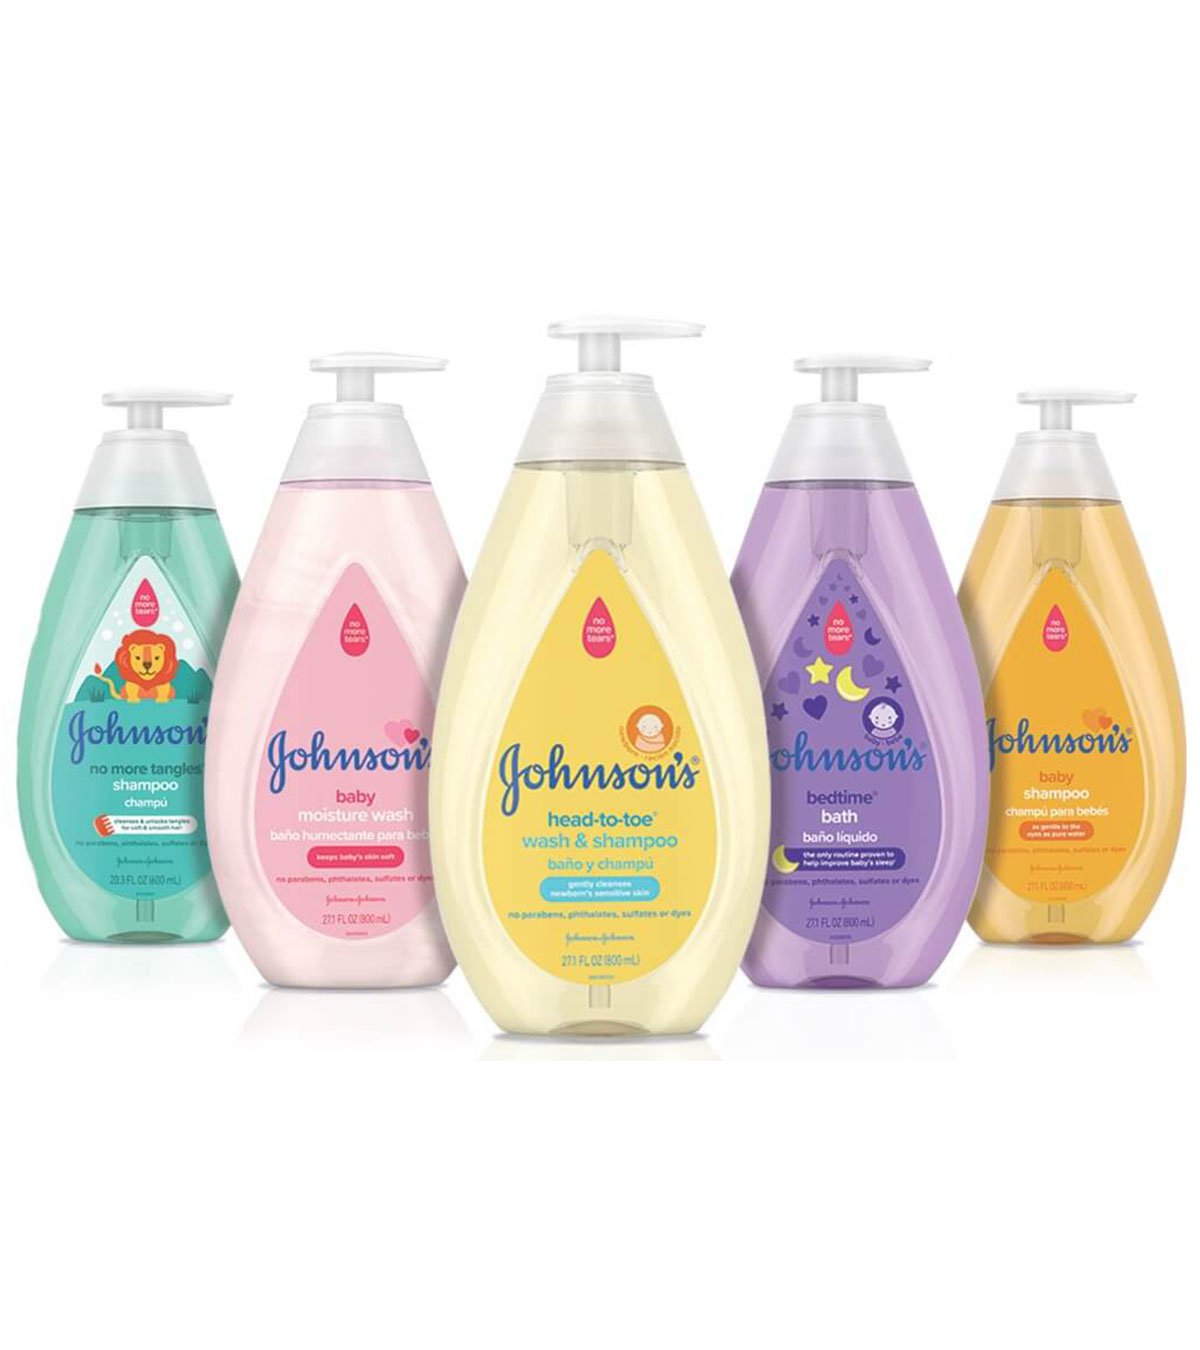 no
more
tears®
Johnson's
no more tangles®
shampoo
champú
cleanses & unlocks tangles
for soft & smooth hair
no parabens, phthalates, sulfates or dyes
Johnson & Johnson
20.3 FL OZ (600 mL)
no
more
tears®
Johnson's
baby
moisture wash
baño humectante para beb
keeps baby's skin soft
no parabens, phthalates, sulfates or dyes
Johnson & Johnson
27.1 FL OZ (800 mL)
no
more
tears®
newborn • recién nacido
Johnson's®
head-to-toe®
wash & shampoo
baño y champú
gently cleanses
newborn's sensitive skin
no parabens, phthalates, sulfates or dyes
Johnson & Johnson
27.1 FL OZ (800 mL)
no
more
tears®
baby • bebé
ohnson's
bedtime®
bath
baño líquido
the only routine proven to
help improve baby's sleep
parabens, phthalates, sulfates or dyes
Johnson & Johnson
27.1 FL OZ (800 mL)
no
more
tears®
Johnson's®
baby
shampoo
champú para bebés
as gentle to the
eyes as pure water
parabens, phthalates, sulfates or dyes
Johnson & Johnson
27.1 FL OZ (800 mL)